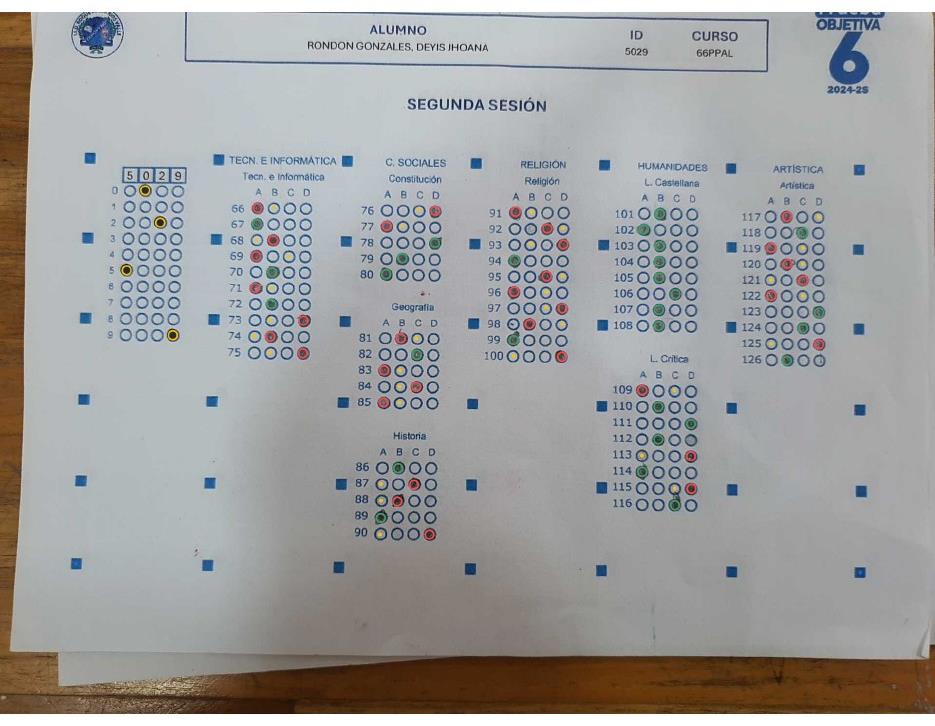 ALUMNO
RONDON GONZALES, DEYIS JHOANA
ID
5029
CURSO
66PPAL
OBJETIVA
6
2024-2S
SEGUNDA SESIÓN
5 0 2 9
0
1
2
3
4
5
6
7
8
9
TECN. E INFORMÁTICA
Tecn. e Informática
A B C D
66
67
68
69
70
71
72
73
74
75
C. SOCIALES
Constitución
A B C D
76
77
78
79
80
Geografía
A B C D
81
82
83
84
85
Historia
A B C D
86
87
88
89
90
RELIGIÓN
Religión
A B C D
91
92
93
94
95
96
97
98
99
100
HUMANIDADES
L. Castellana
A B C D
101
102
103
104
105
106
107
108
L. Crítica
A B C D
109
110
111
112
113
114
115
116
ARTÍSTICA
Artística
A B C D
117
118
119
120
121
122
123
124
125
126